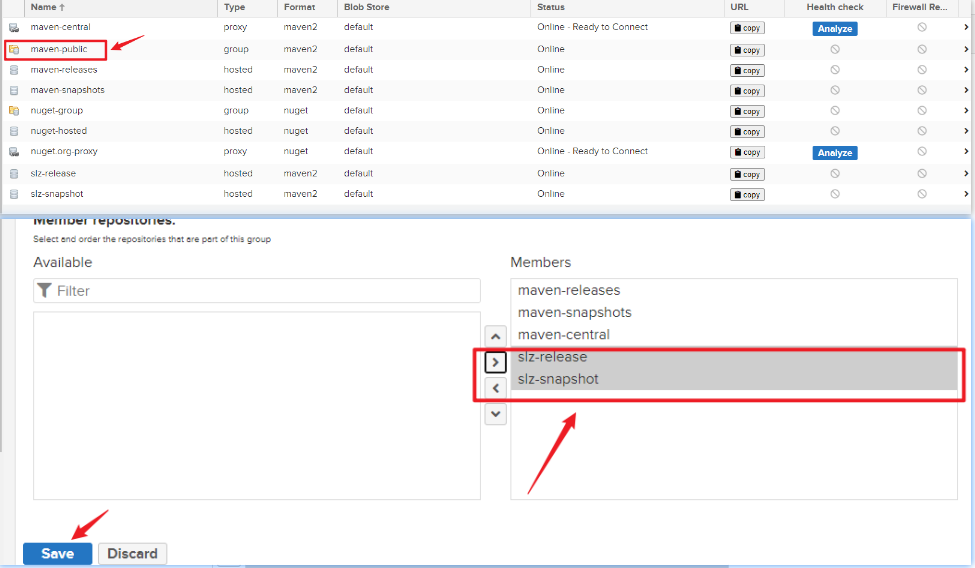 Name↑ Type Format Blob Store Status URL Health check Firewall Re...
maven-central proxy maven2 default Online - Ready to Connect copy Analyze
maven-public group maven2 default Online copy
maven-releases hosted maven2 default Online copy
maven-snapshots hosted maven2 default Online copy
nuget-group group nuget default Online copy
nuget-hosted hosted nuget default Online copy
nuget.org-proxy proxy nuget default Online - Ready to Connect copy Analyze
slz-release hosted maven2 default Online copy
slz-snapshot hosted maven2 default Online copy
Member repositories:
Select and order the repositories that are part of this group
Available Members
Filter
maven-releases
maven-snapshots
maven-central
slz-release
slz-snapshot
Save Discard